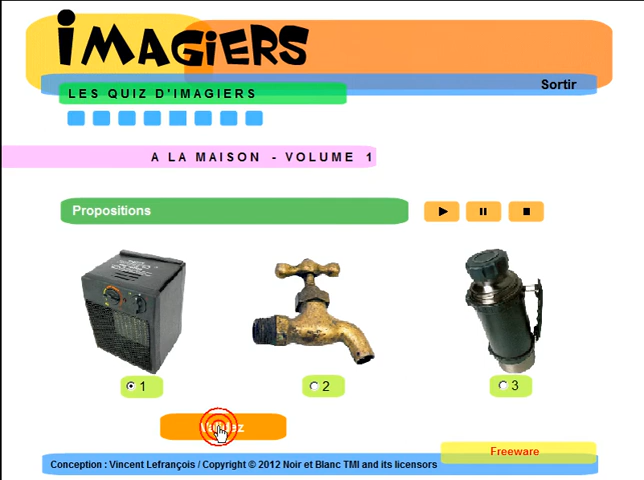 iMAGiERS
Sortir
LES QUIZ D'IMAGIERS
A LA MAISON - VOLUME 1
Propositions
1
2
3
Freeware
Conception : Vincent Lefrançois / Copyright © 2012 Noir et Blanc TMI and its licensors